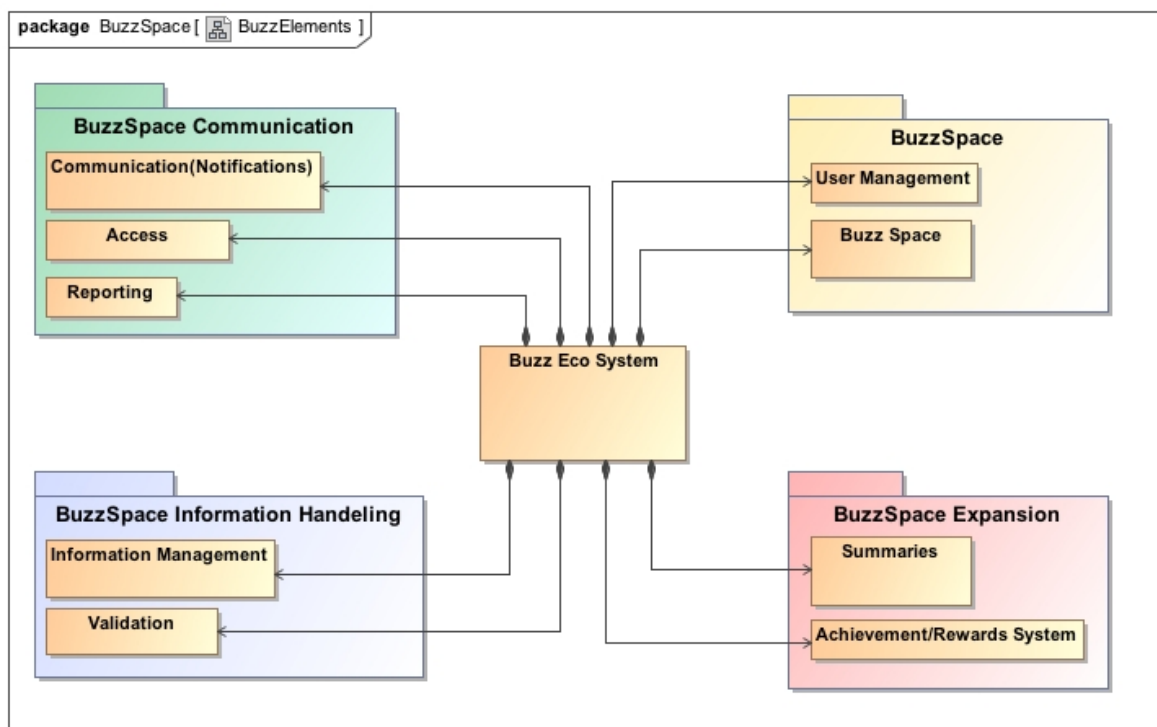 package BuzzSpace [ BuzzElements ]
BuzzSpace Communication
Communication(Notifications)
Access
Reporting
BuzzSpace
User Management
Buzz Space
Buzz Eco System
BuzzSpace Information Handeling
Information Management
Validation
BuzzSpace Expansion
Summaries
Achievement/Rewards System